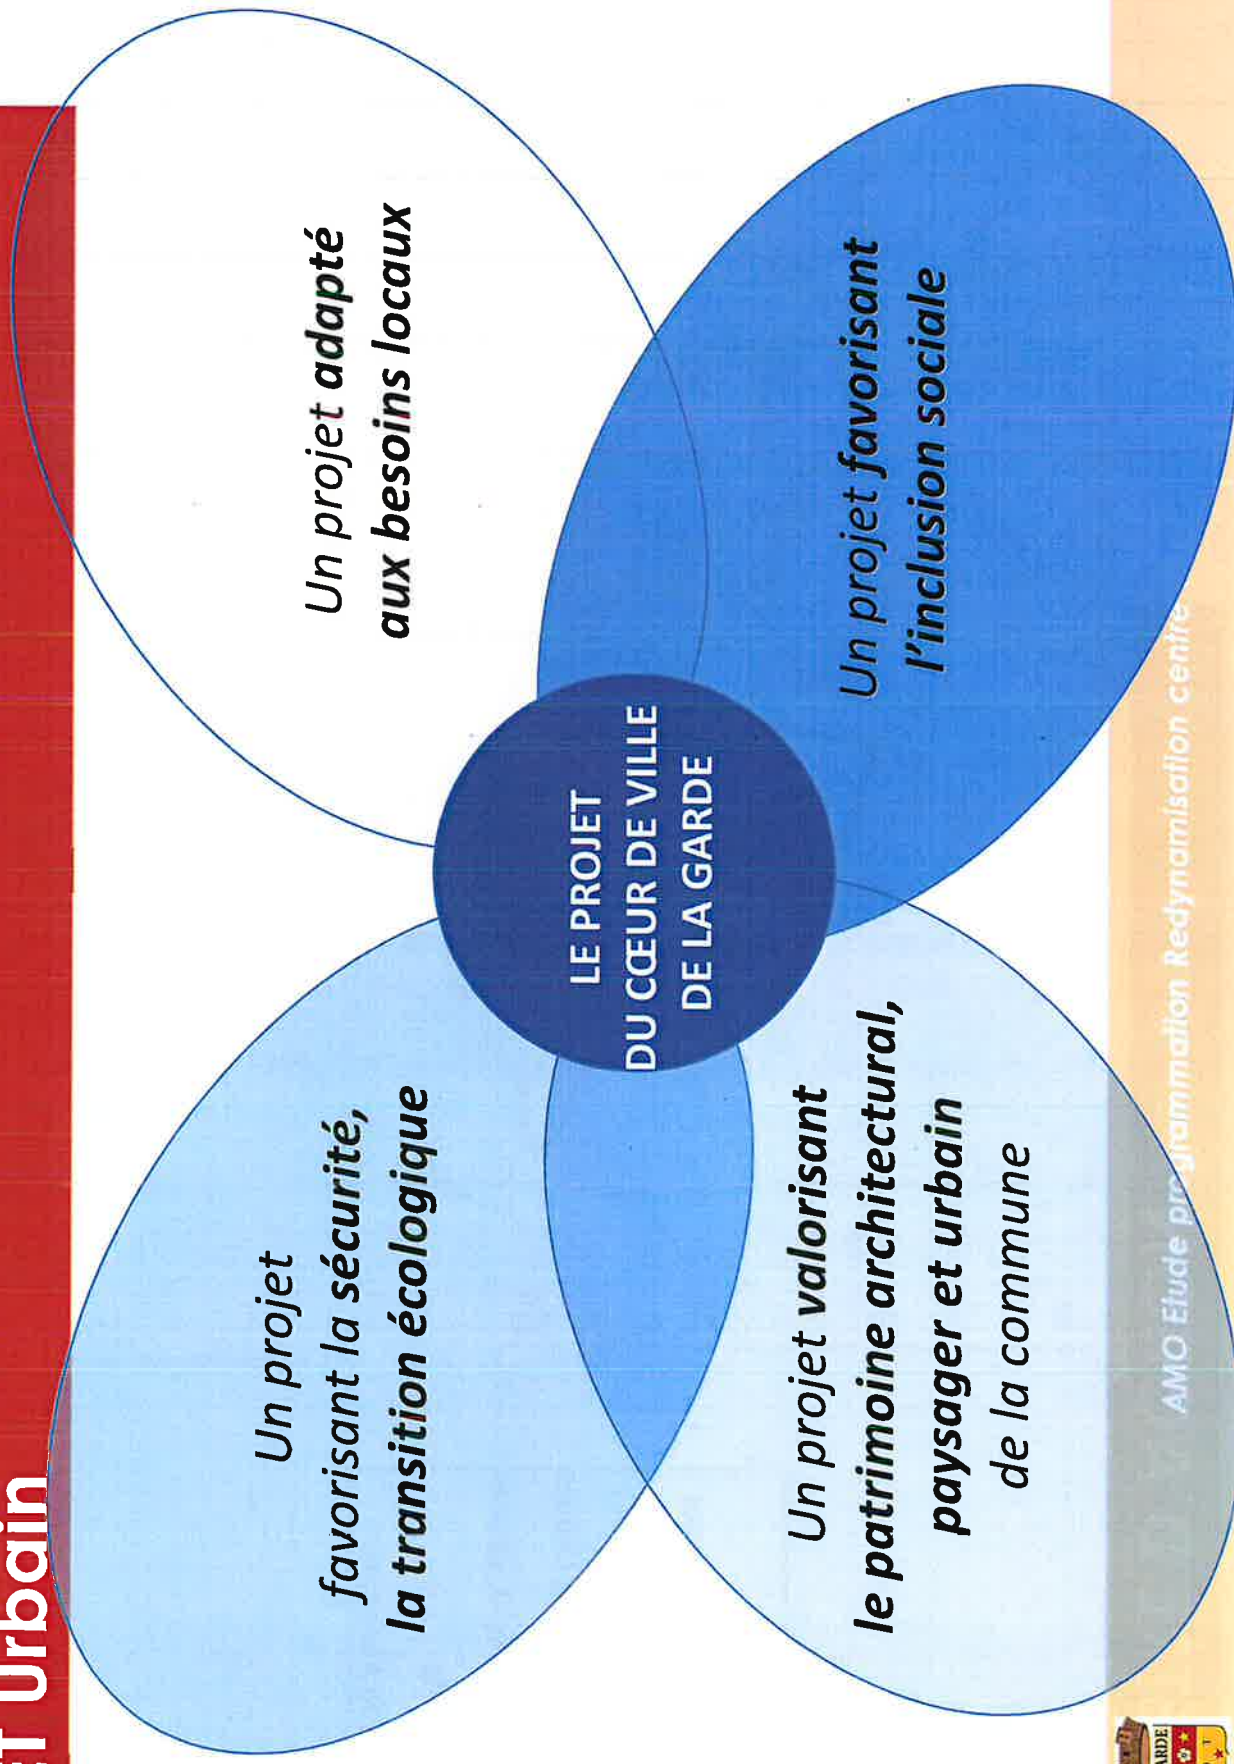 Urbain
Un projet
favorisant la sécurité,
la transition écologique
Un projet adapté
aux besoins locaux
LE PROJET
DU CŒUR DE VILLE
DE LA GARDE
Un projet valorisant
le patrimoine architectural,
paysager et urbain
de la commune
Un projet favorisant
l'inclusion sociale
AMO Etude programmation Redynamisation centre